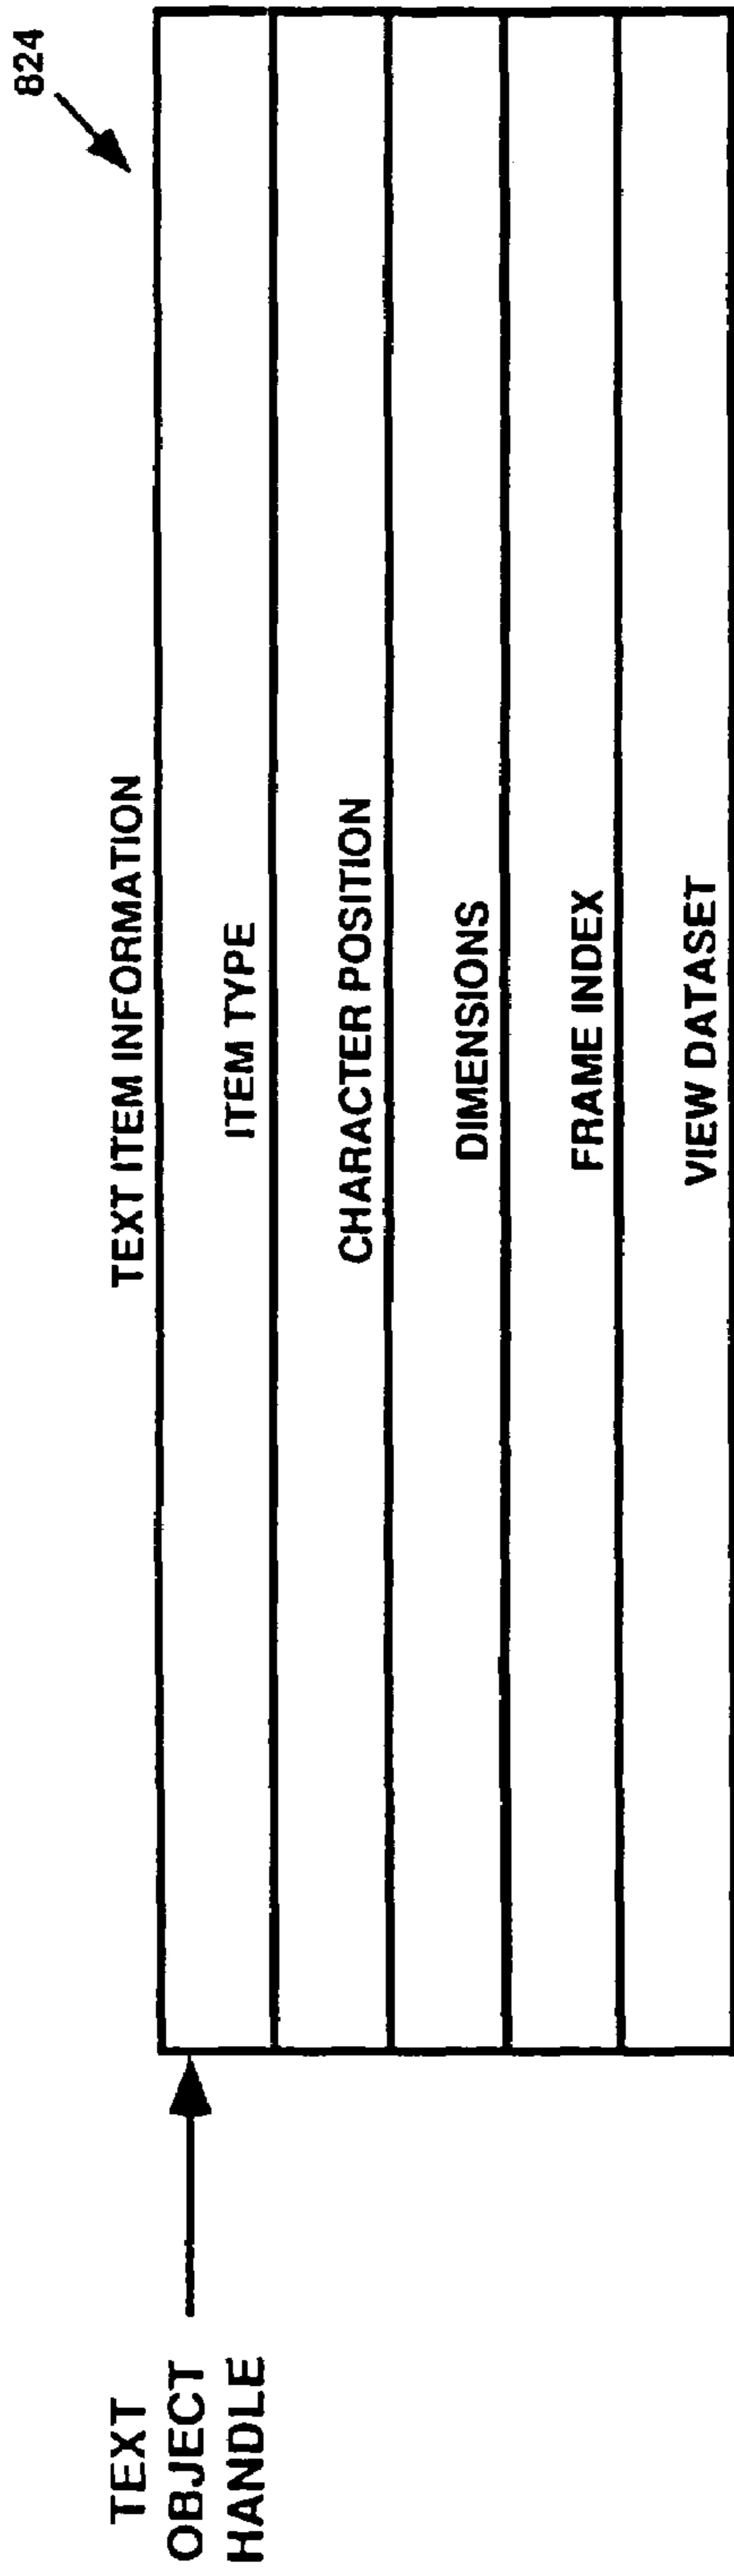 824
TEXT ITEM INFORMATION
TEXT
OBJECT
HANDLE
ITEM TYPE
CHARACTER POSITION
DIMENSIONS
FRAME INDEX
VIEW DATASET